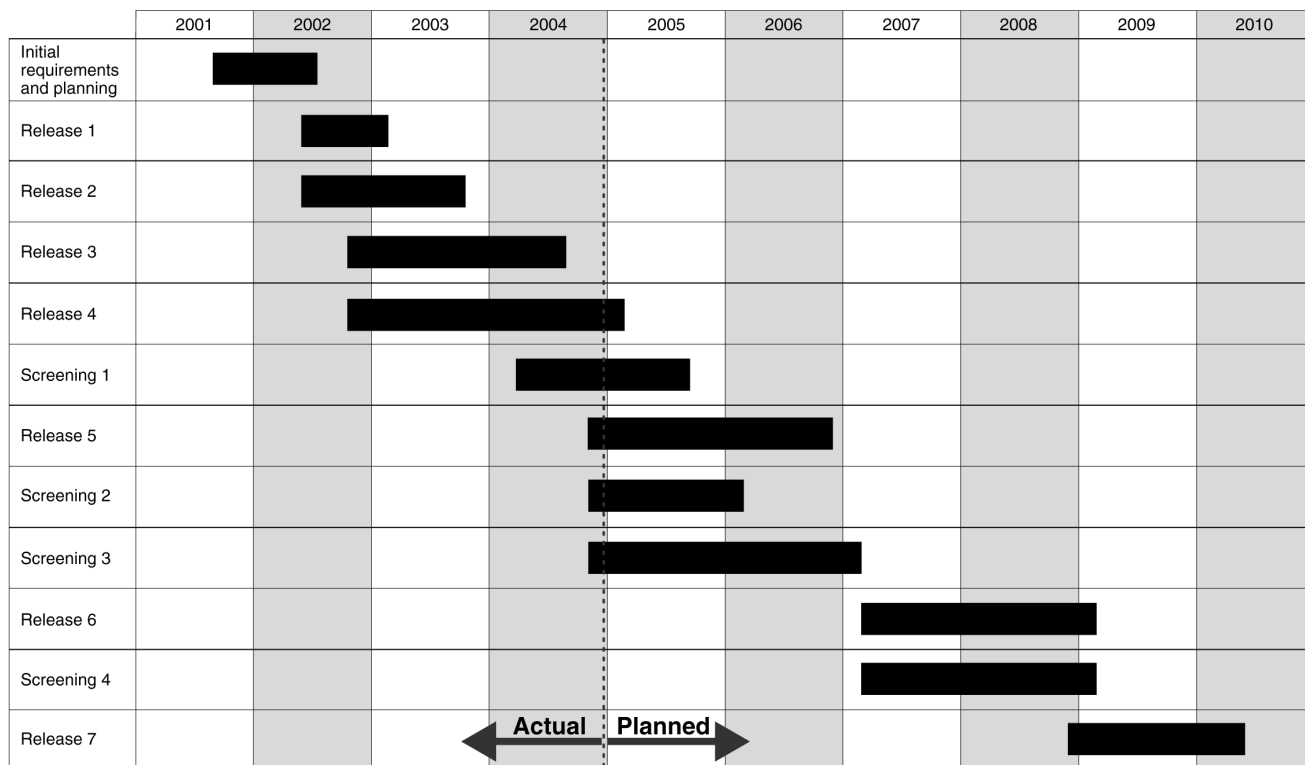 2001 2002 2003 2004 2005 2006 2007 2008 2009 2010
Initial
requirements
and planning
Release 1
Release 2
Release 3
Release 4
Screening 1
Release 5
Screening 2
Screening 3
Release 6
Screening 4
Release 7
Actual Planned